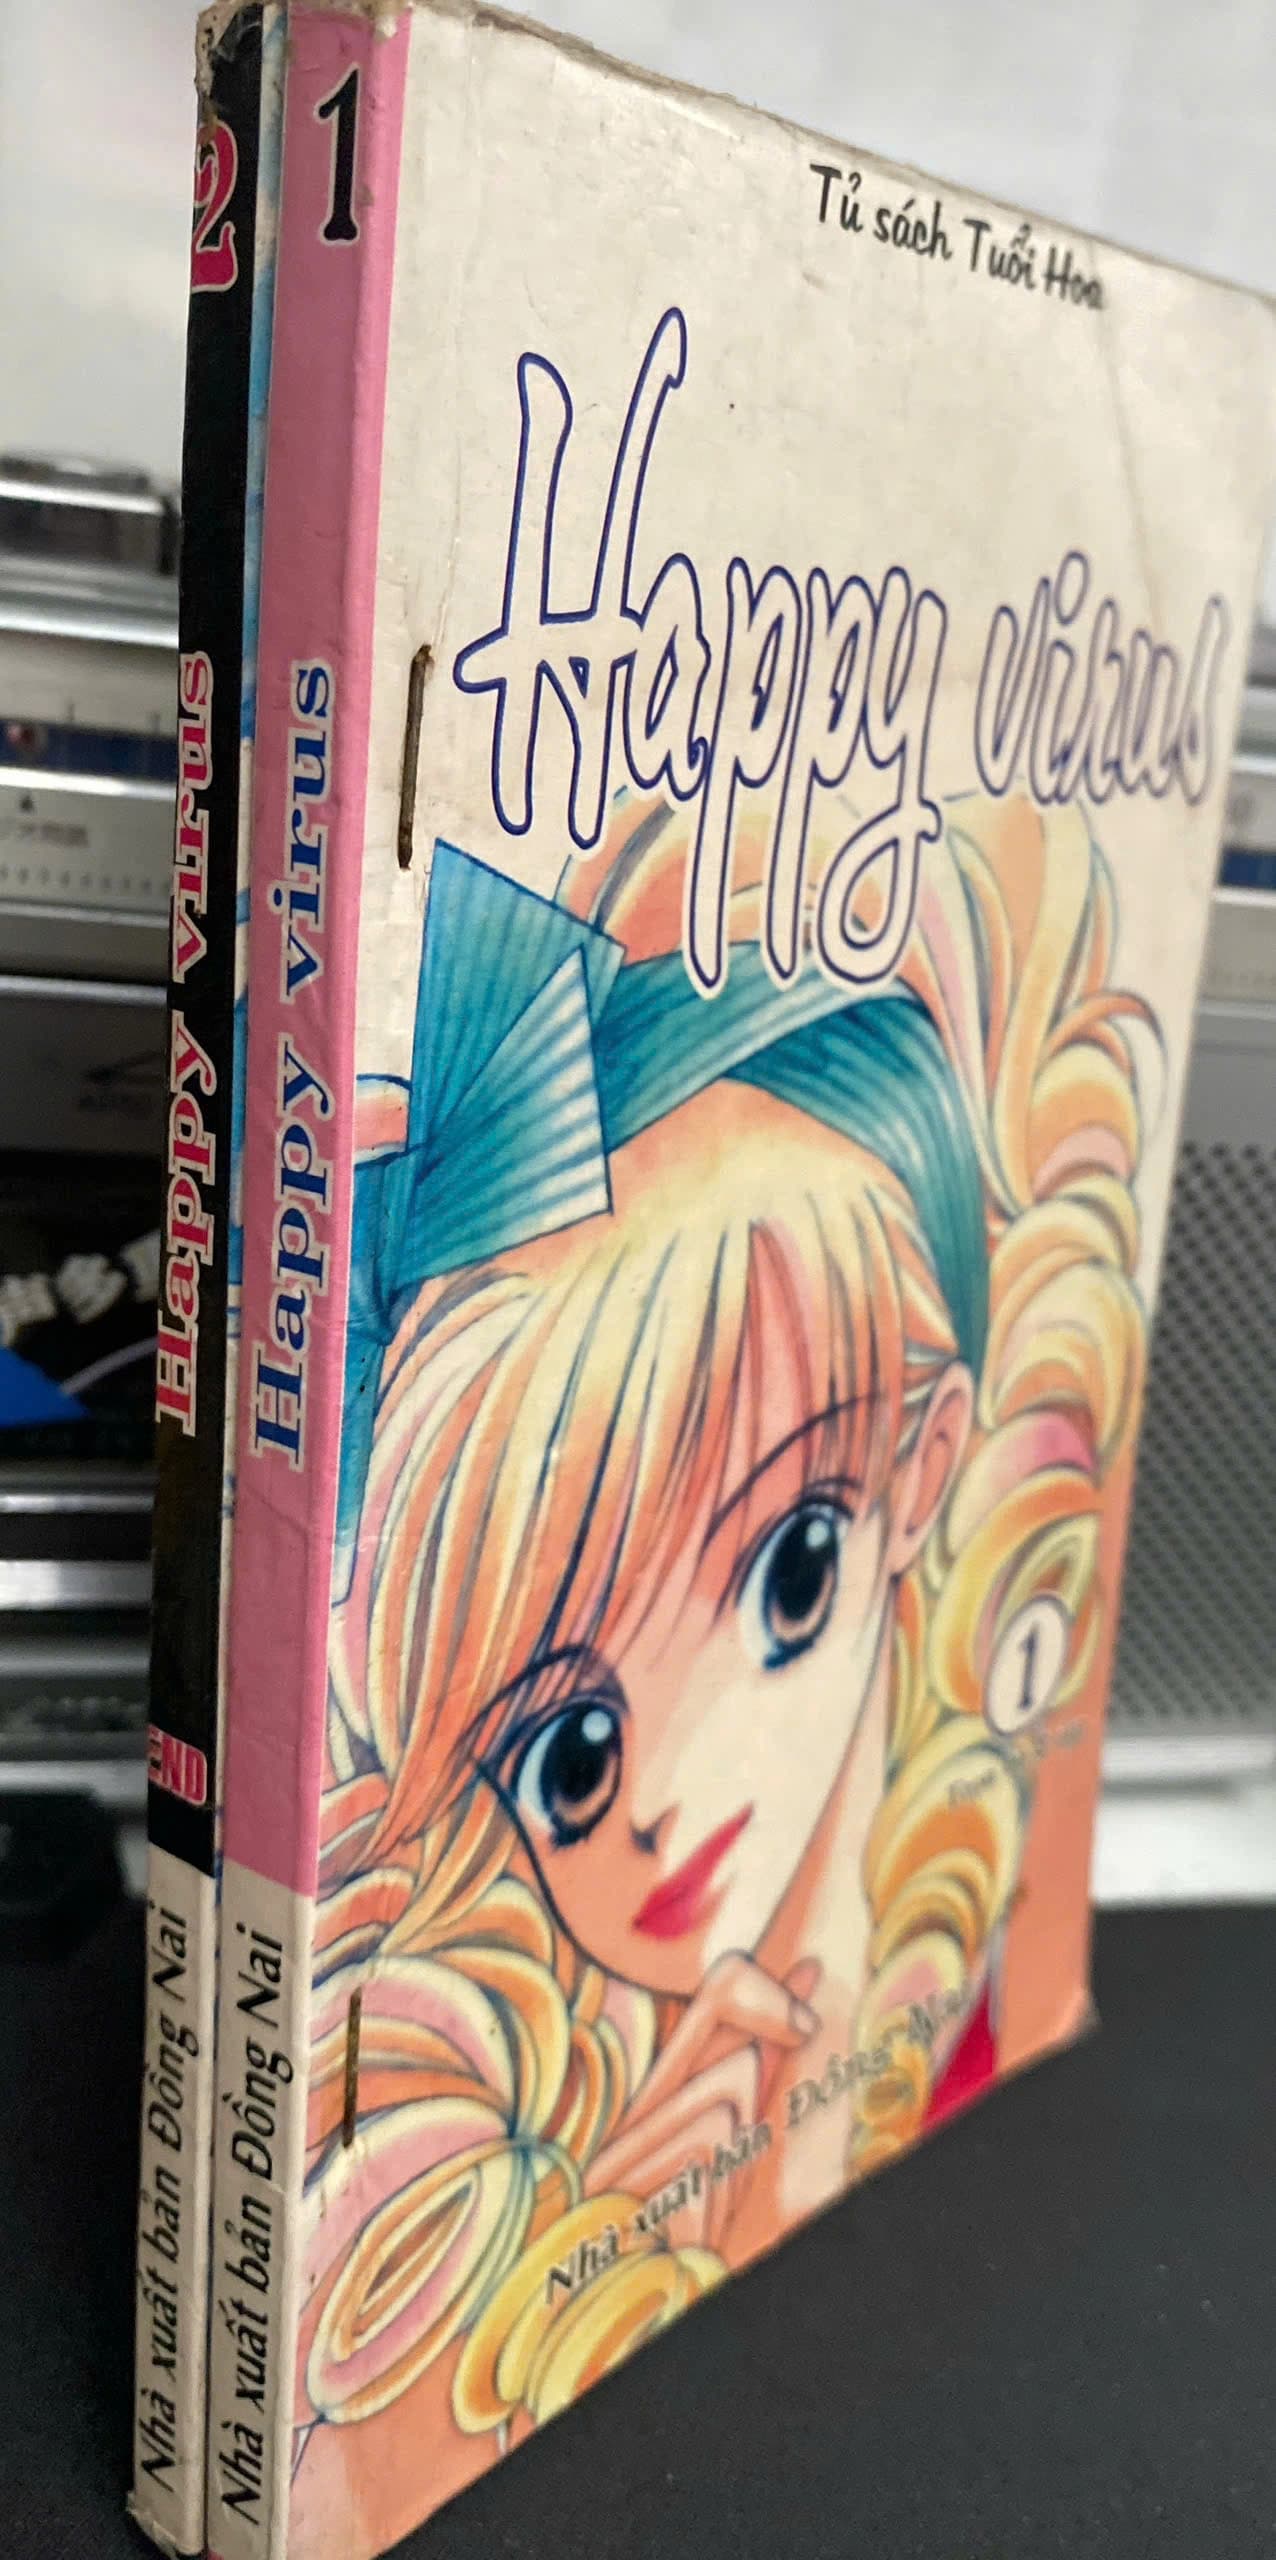 2
Happy virus
END
Nhà xuất bản Đồng Nai
1
Happy virus
Nhà xuất bản Đồng Nai
Tủ sách Tuổi Hoa
Happy virus
1
Nhà xuất bản Đồng Nai